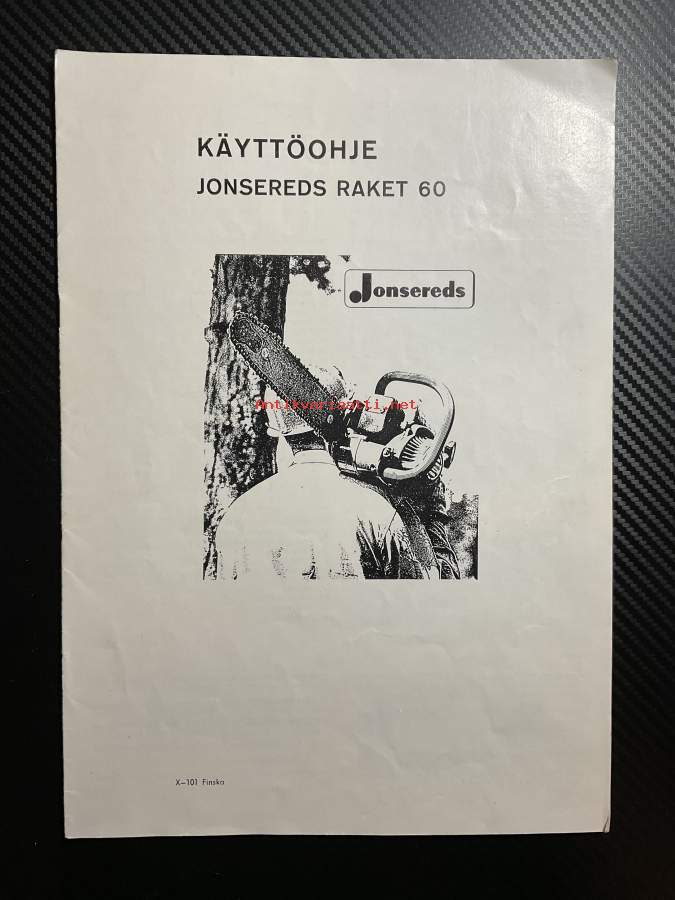 KÄYTTÖOHJE
JONSEREDS RAKET 60
Jonsereds
Antikvariaatti.net
X-101 Finska